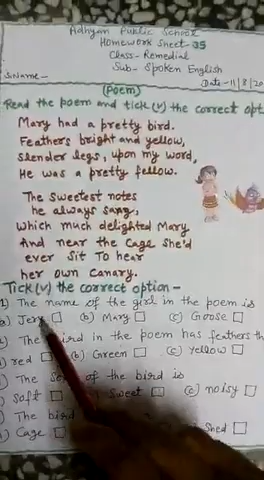 Adhyan Public School
Homework Sheet-35
Class- Remedial
Sub- Spoken English
S.Name-
Date-11/8/20
(Poem)
Read the poem and tick (√) the correct opt
Mary had a pretty bird.
Feathers bright and yellow,
Slender legs, upon my word,
He was a pretty fellow.
The sweetest notes
he always sang,
which much delighted Mary
And near the cage she'd
ever sit To hear
her own Canary.
Tick (√) the correct option-
1) The name of the girl in the poem is
a) Jerry (b) Mary (c) Goose
The bird in the poem has feathers th
red (b) Green (c) yellow
The of the bird is
soft Sweet (c) noisy
The bird
Cage Shed